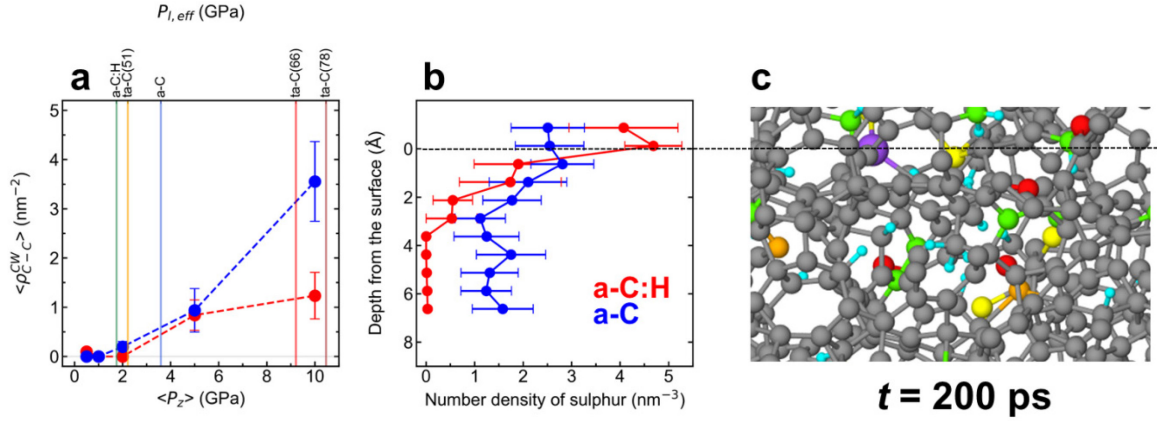 P_l,eff (GPa)
a
a-C:H
ta-C(51)
a-C
ta-C(66)
ta-C(78)
<ρ^CW_C-C> (nm⁻²)
5
4
3
2
1
0
0 2 4 6 8 10
<P_z> (GPa)
b
Depth from the surface (Å)
0
2
4
6
8
a-C:H
a-C
0 1 2 3 4 5
Number density of sulphur (nm⁻³)
c
t = 200 ps